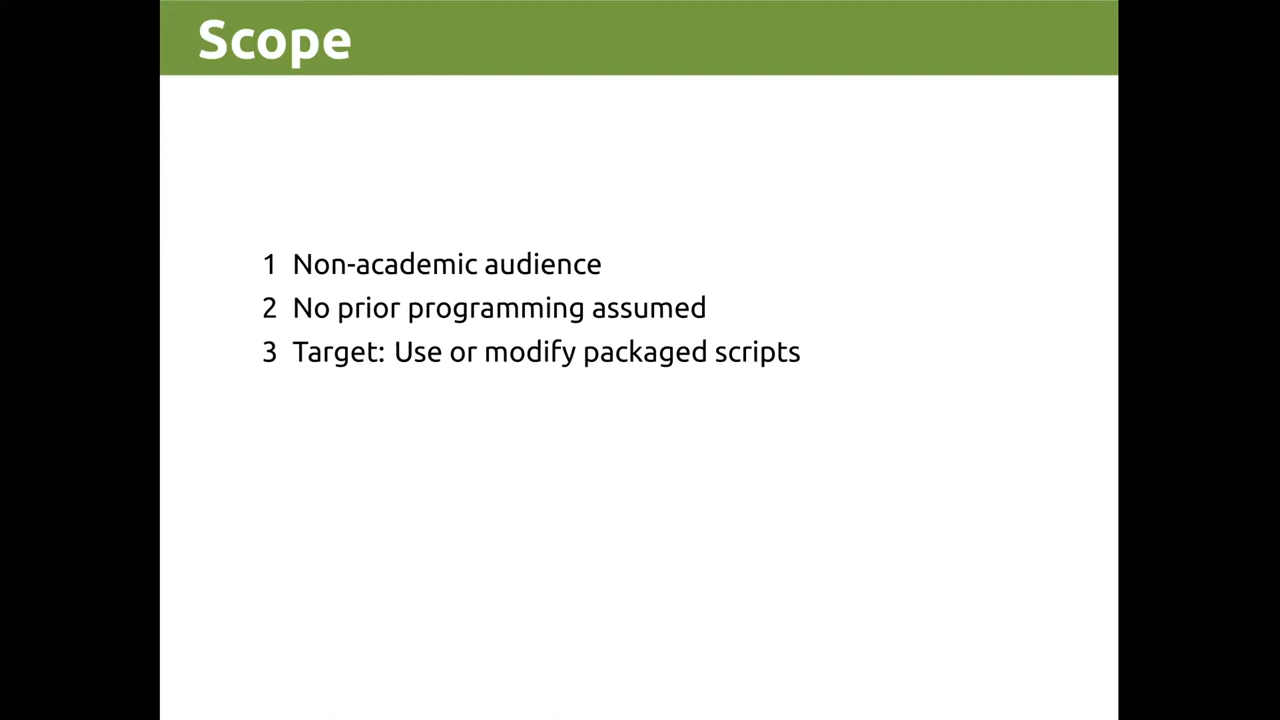 Scope
1 Non-academic audience
2 No prior programming assumed
3 Target: Use or modify packaged scripts